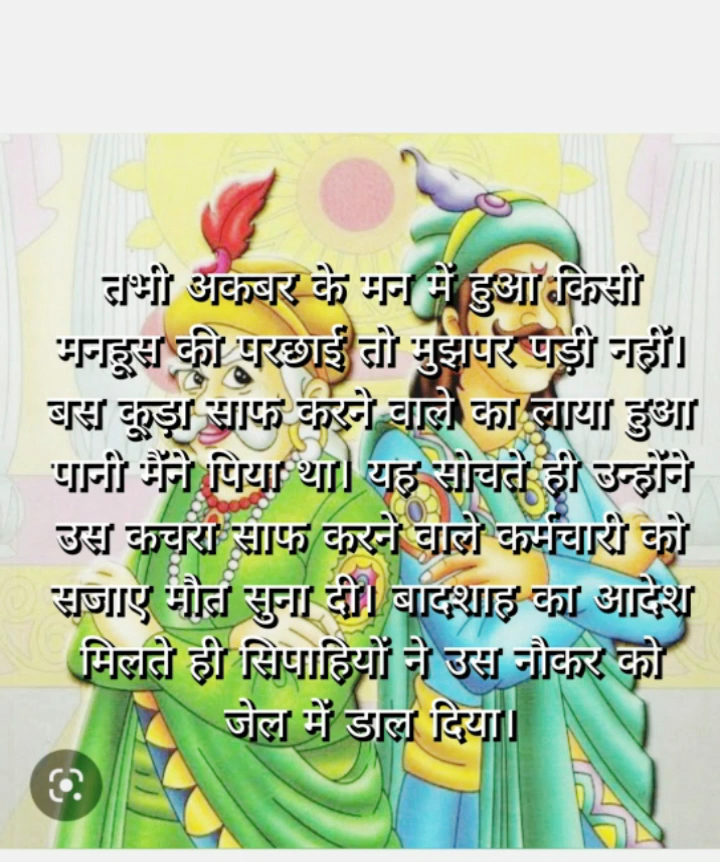 तभी अकबर के मन में हुआ किसी
मनहूस की परछाई तो मुझपर पड़ी नहीं।
बस कूड़ा साफ करने वाले का लाया हुआ
पानी मैंने पिया था। यह सोचते ही उन्होंने
उस कचरा साफ करने वाले कर्मचारी को
सजाए मौत सुना दी। बादशाह का आदेश
मिलते ही सिपाहियों ने उस नौकर को
जेल में डाल दिया।